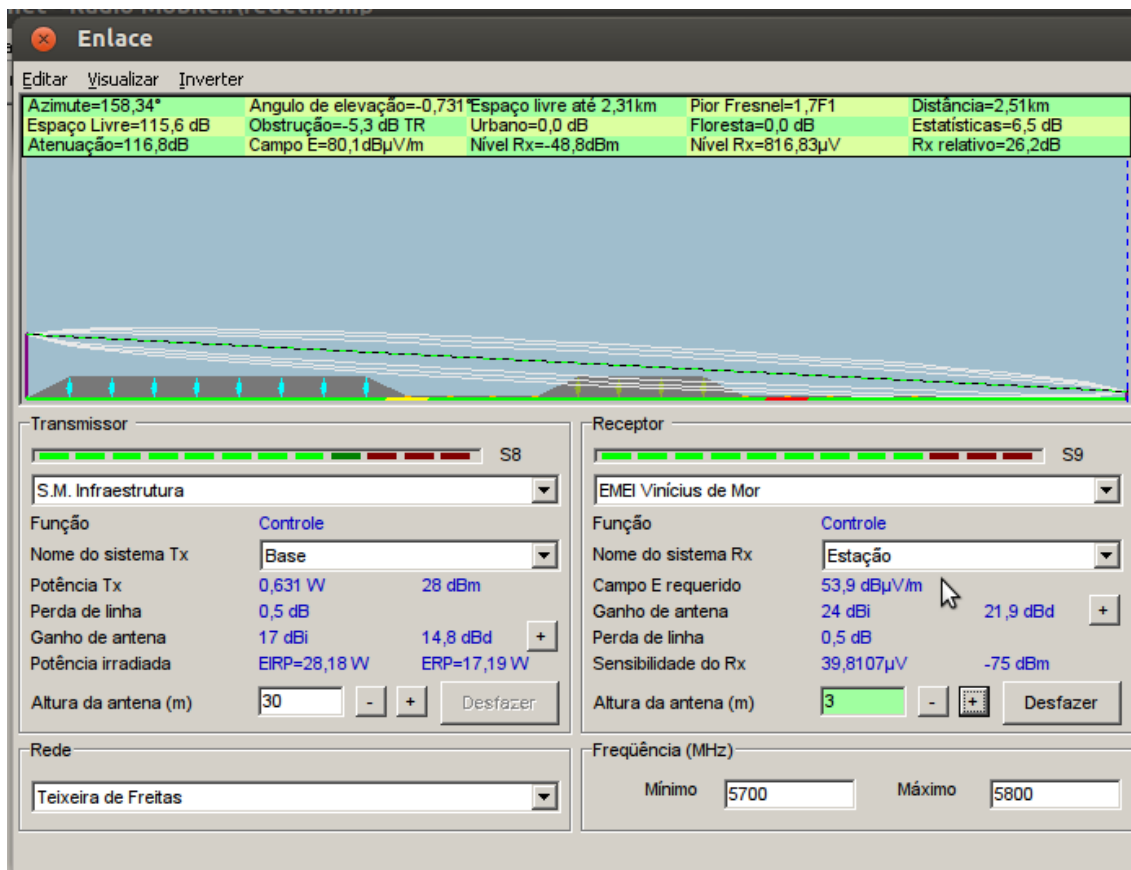 Enlace
Editar Visualizar Inverter
Azimute=158,34° Angulo de elevação=-0,731° Espaço livre até 2,31km Pior Fresnel=1,7F1 Distância=2,51km
Espaço Livre=115,6 dB Obstrução=-5,3 dB TR Urbano=0,0 dB Floresta=0,0 dB Estatísticas=6,5 dB
Atenuação=116,8dB Campo E=80,1dBµV/m Nível Rx=-48,8dBm Nível Rx=816,83µV Rx relativo=26,2dB
Transmissor
S8
S.M. Infraestrutura
Função Controle
Nome do sistema Tx Base
Potência Tx 0,631 W 28 dBm
Perda de linha 0,5 dB
Ganho de antena 17 dBi 14,8 dBd +
Potência irradiada EIRP=28,18 W ERP=17,19 W
Altura da antena (m) 30 - + Desfazer
Receptor
S9
EMEI Vinícius de Mor
Função Controle
Nome do sistema Rx Estação
Campo E requerido 53,9 dBµV/m
Ganho de antena 24 dBi 21,9 dBd +
Perda de linha 0,5 dB
Sensibilidade do Rx 39,8107µV -75 dBm
Altura da antena (m) 3 - + Desfazer
Rede
Teixeira de Freitas
Freqüência (MHz)
Mínimo 5700 Máximo 5800